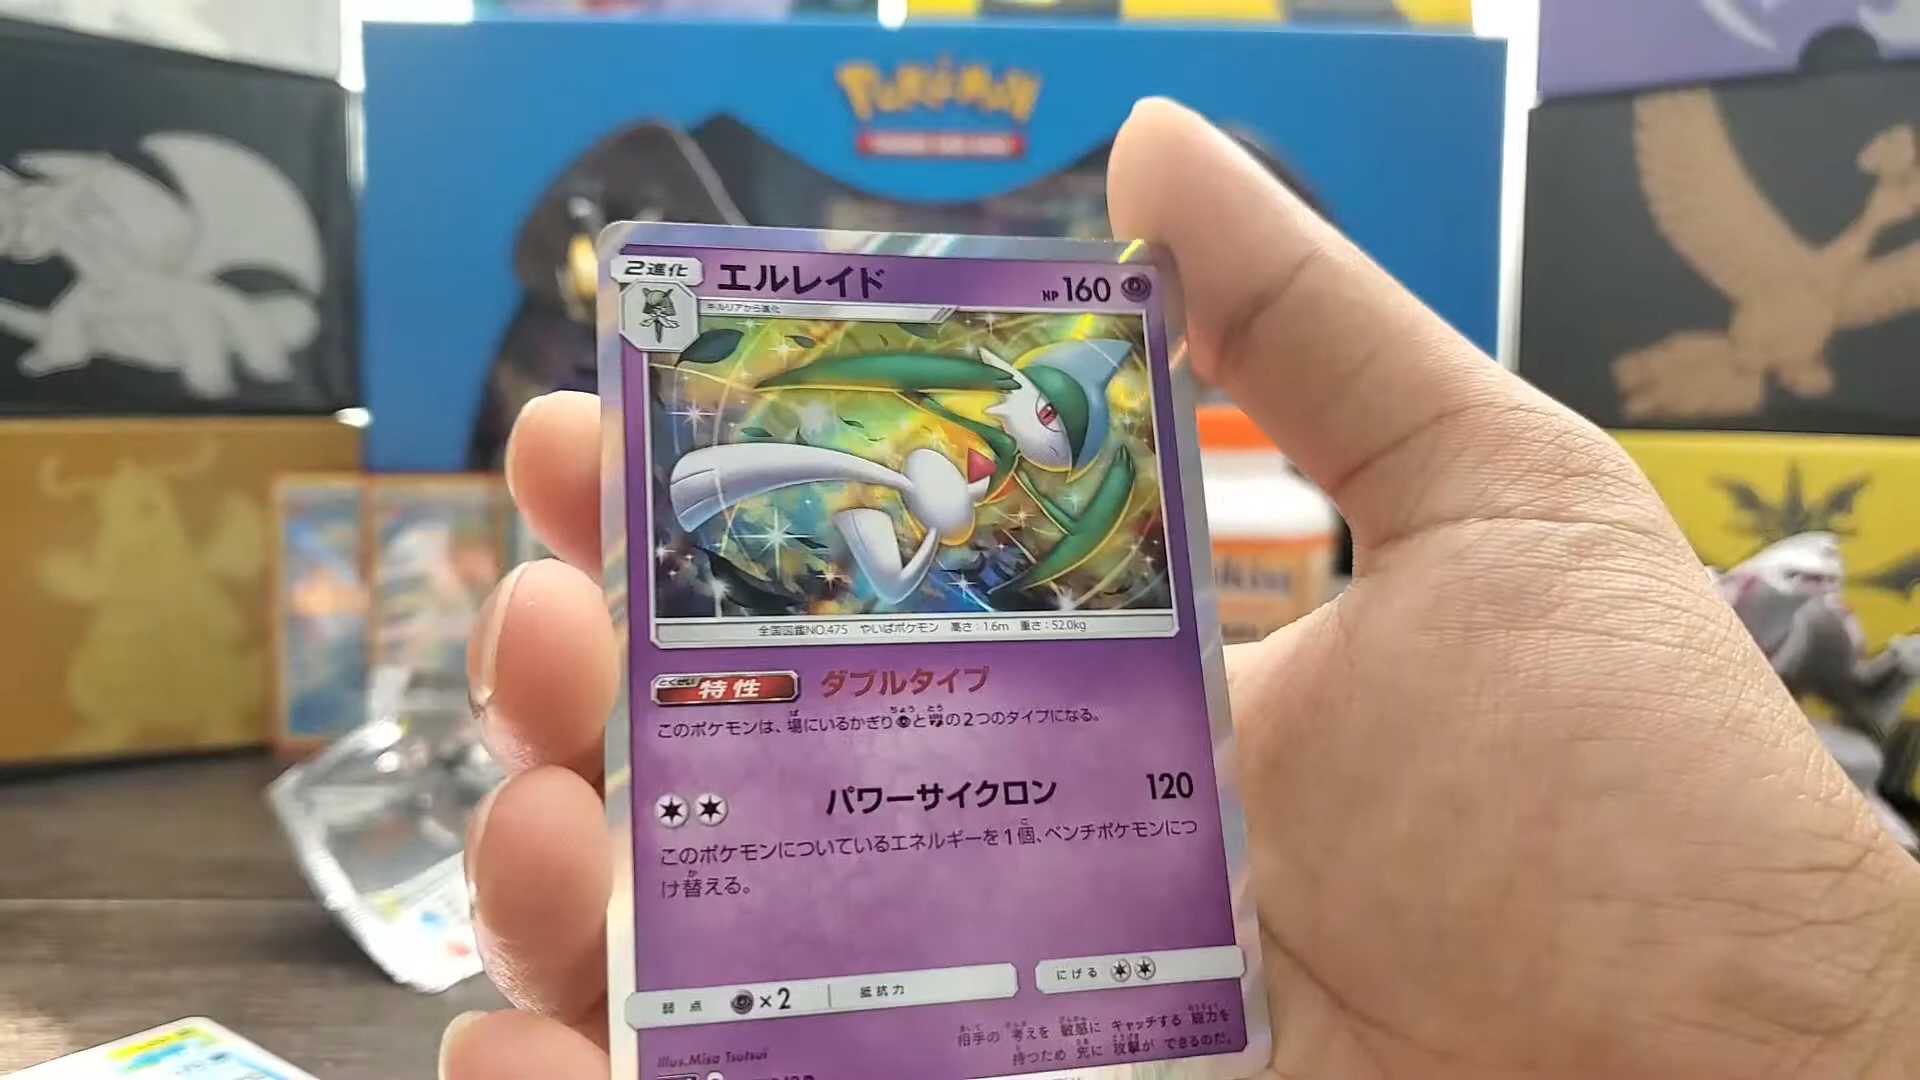 Pokémon
2進化
エルレイド
HP 160
キルリアから進化
全国図鑑NO.475 やいばポケモン 高さ:1.6m 重さ:52.0kg
とくせい
特性 ダブルタイプ
このポケモンは、場にいるかぎり と の2つのタイプになる。
パワーサイクロン 120
このポケモンについているエネルギーを1個、ベンチポケモンにつ
け替える。
弱点 ×2 抵抗力 にげる
相手の 考えを 敏感に キャッチする 能力を
持つため 先に 攻撃が できるのだ。
Illus.Misa Tsutsui